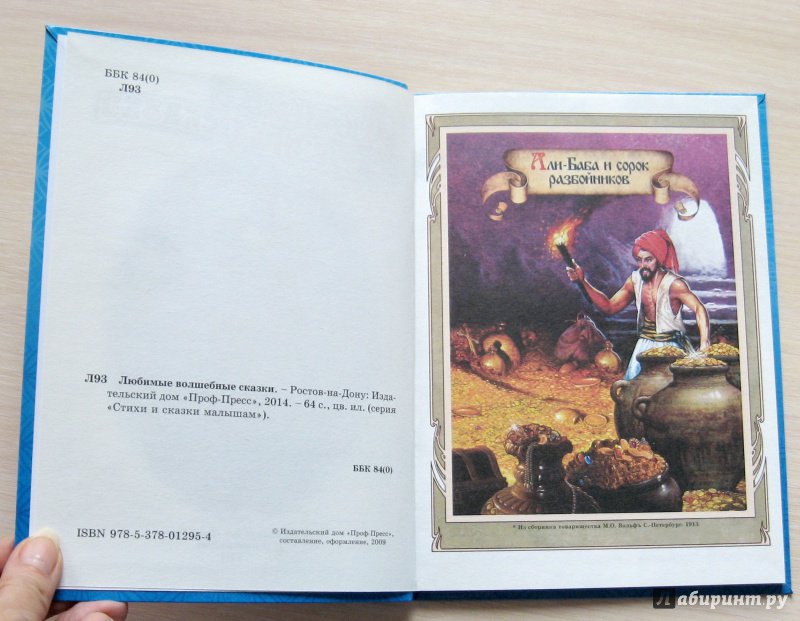 ББК 84(0)
Л93
Л93 Любимые волшебные сказки. – Ростов-на-Дону: Изда-
тельский дом «Проф-Пресс», 2014. – 64 с., цв. ил. (серия
«Стихи и сказки малышам»).
ББК 84(0)
ISBN 978-5-378-01295-4
© Издательский дом «Проф-Пресс»,
составление, оформление, 2009
Али-Баба и сорок
разбойников
* Из сборника товарищества М.О. Вольфъ С.-Петербург. 1913.
Лабиринт.ру